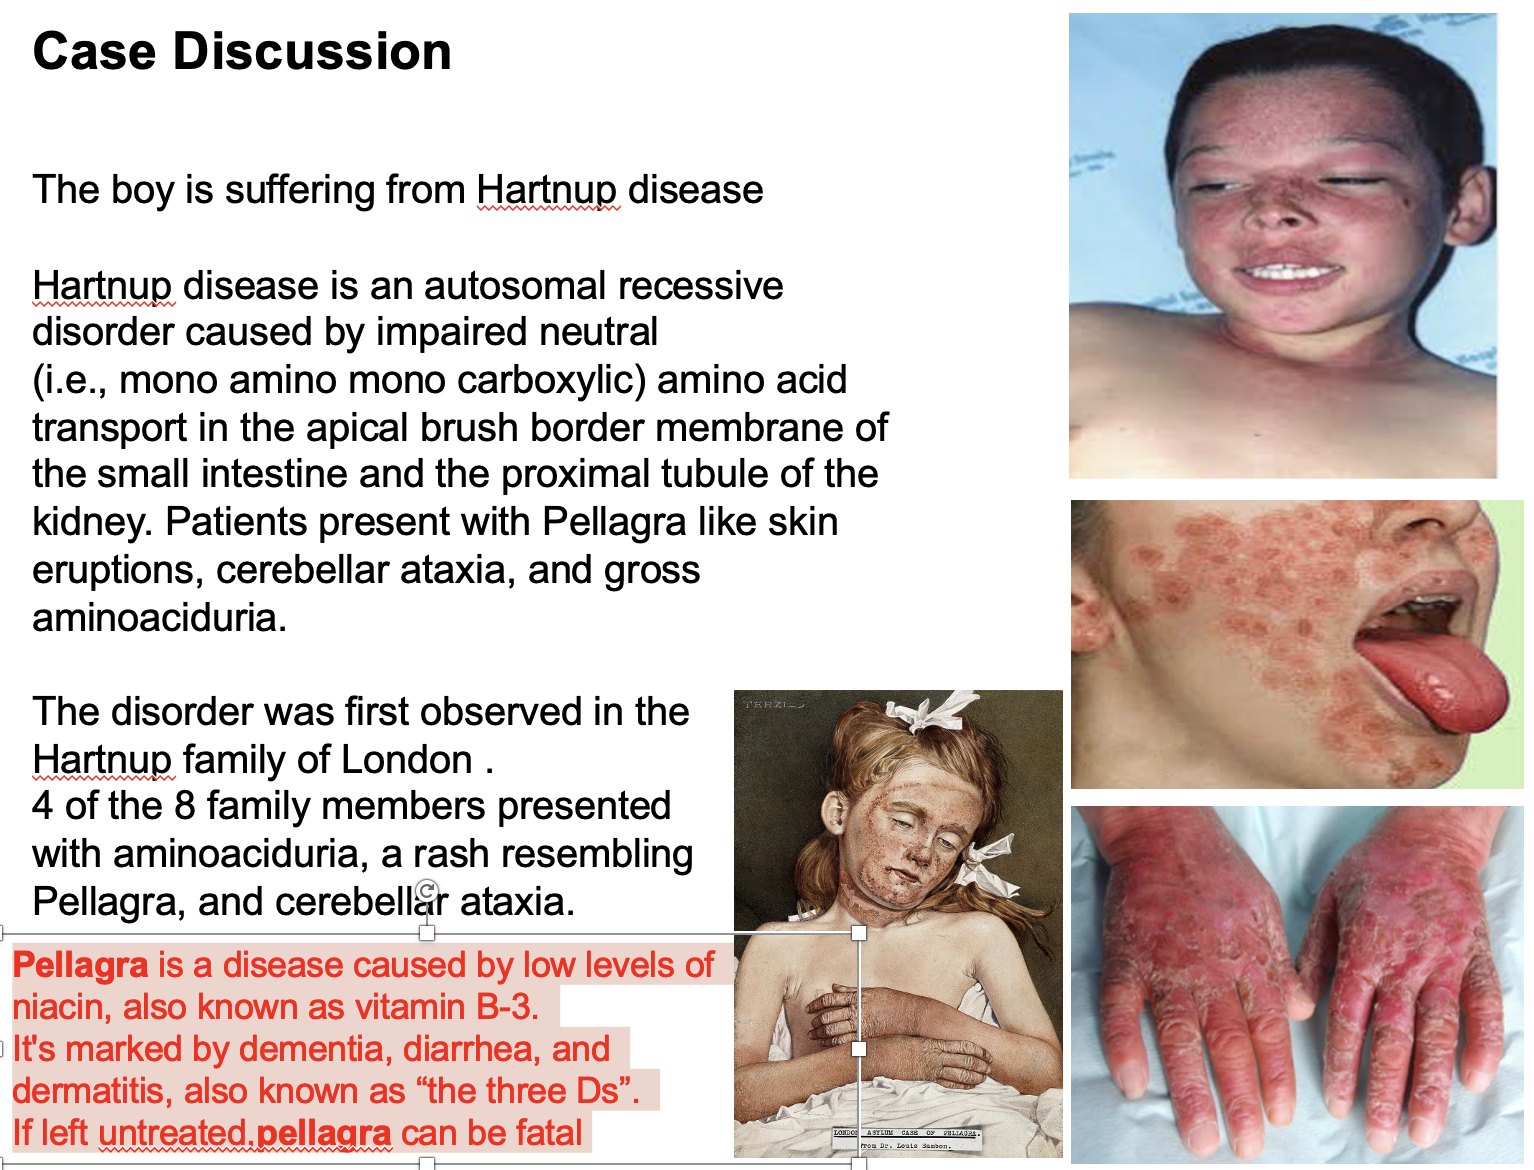 Case Discussion
The boy is suffering from Hartnup disease
Hartnup disease is an autosomal recessive
disorder caused by impaired neutral
(i.e., mono amino mono carboxylic) amino acid
transport in the apical brush border membrane of
the small intestine and the proximal tubule of the
kidney. Patients present with Pellagra like skin
eruptions, cerebellar ataxia, and gross
aminoaciduria.
The disorder was first observed in the
Hartnup family of London .
4 of the 8 family members presented
with aminoaciduria, a rash resembling
Pellagra, and cerebellar ataxia.
Pellagra is a disease caused by low levels of
niacin, also known as vitamin B-3.
It's marked by dementia, diarrhea, and
dermatitis, also known as “the three Ds”.
If left untreated,pellagra can be fatal
TERZI
LONDON ASYLUM CASE OF PELLAGRA.
From Dr. Louis Sambon.